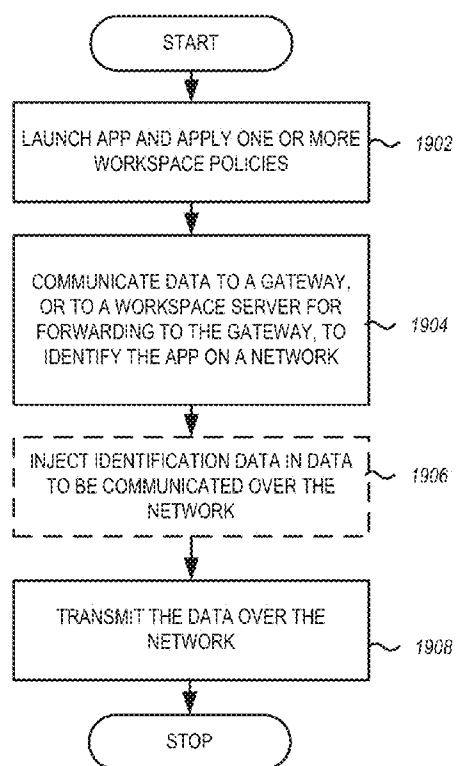 START
LAUNCH APP AND APPLY ONE OR MORE
WORKSPACE POLICIES
1902
COMMUNICATE DATA TO A GATEWAY,
OR TO A WORKSPACE SERVER FOR
FORWARDING TO THE GATEWAY, TO
IDENTIFY THE APP ON A NETWORK
1904
INJECT IDENTIFICATION DATA IN DATA
TO BE COMMUNICATED OVER THE
NETWORK
1906
TRANSMIT THE DATA OVER THE
NETWORK
1908
STOP